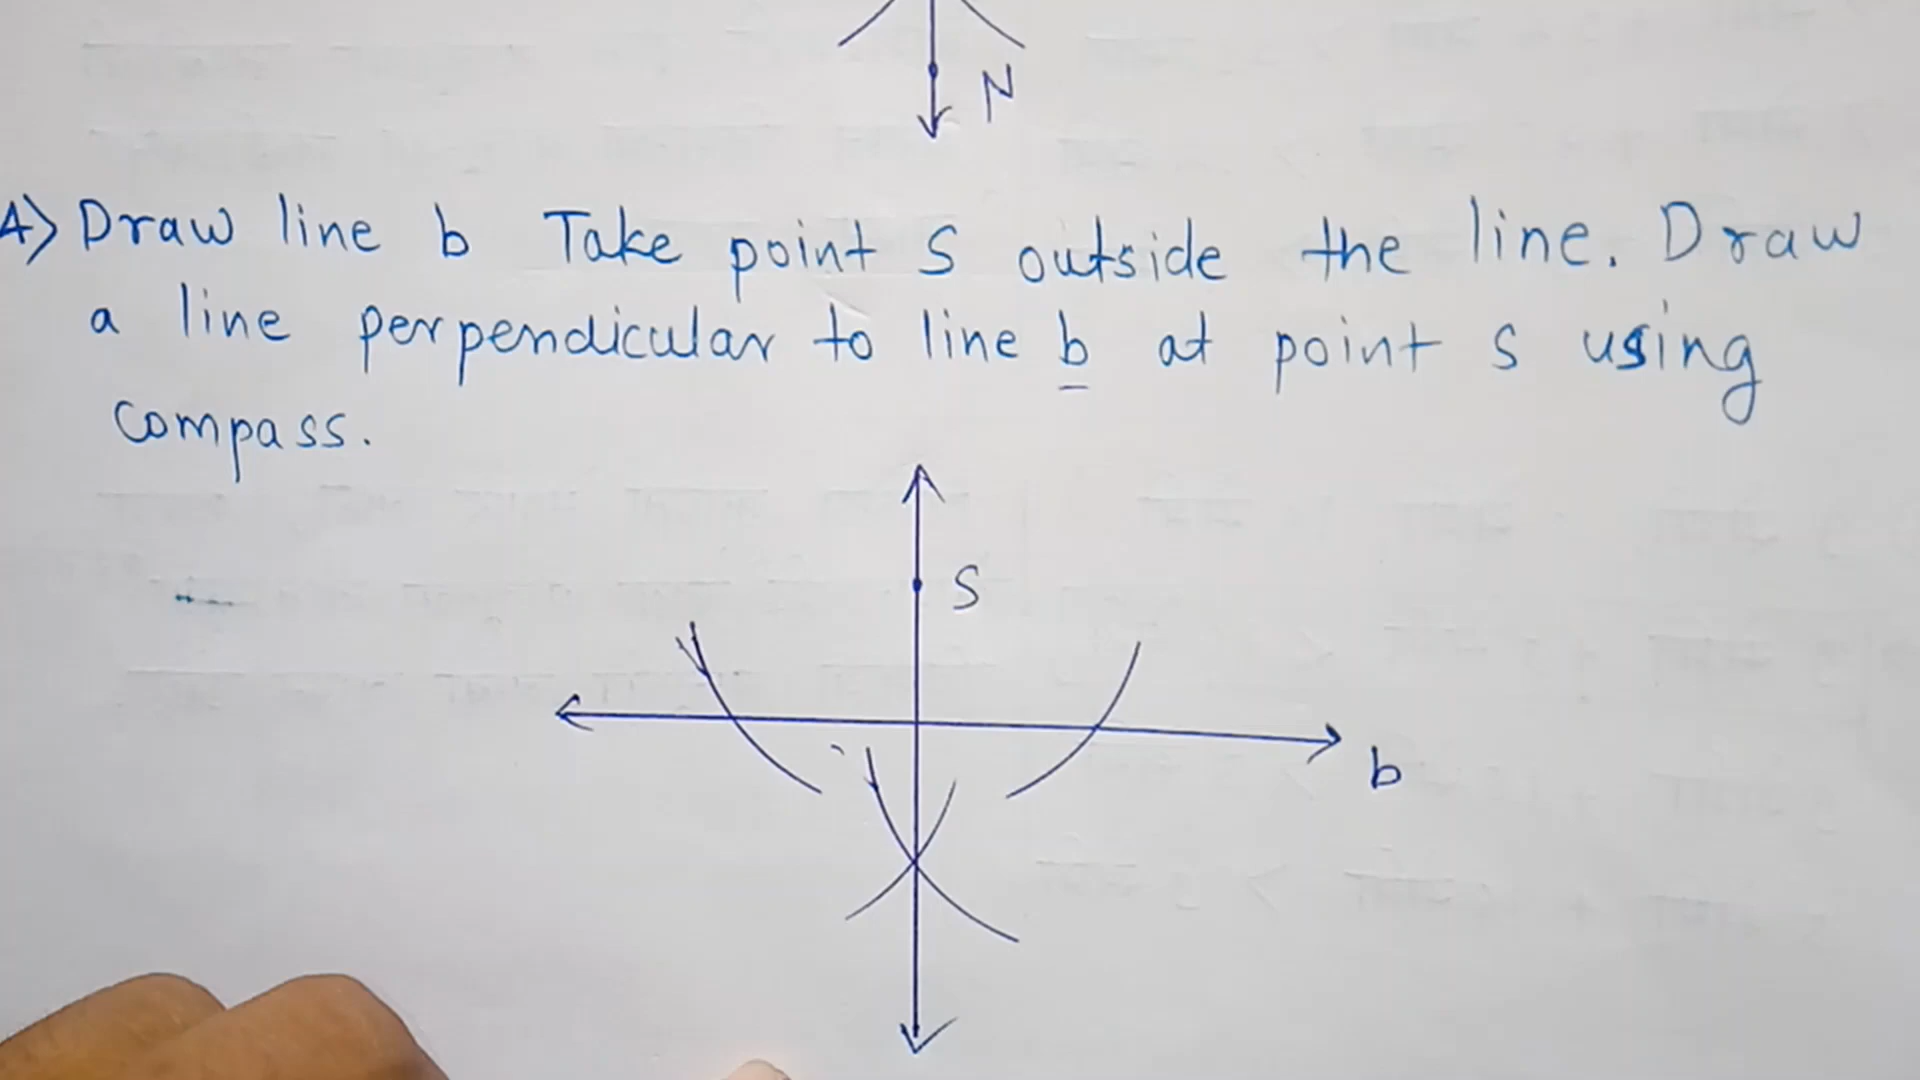 N
4) Draw line b Take point S outside the line. Draw
a line perpendicular to line b at point s using
compass.
S
b